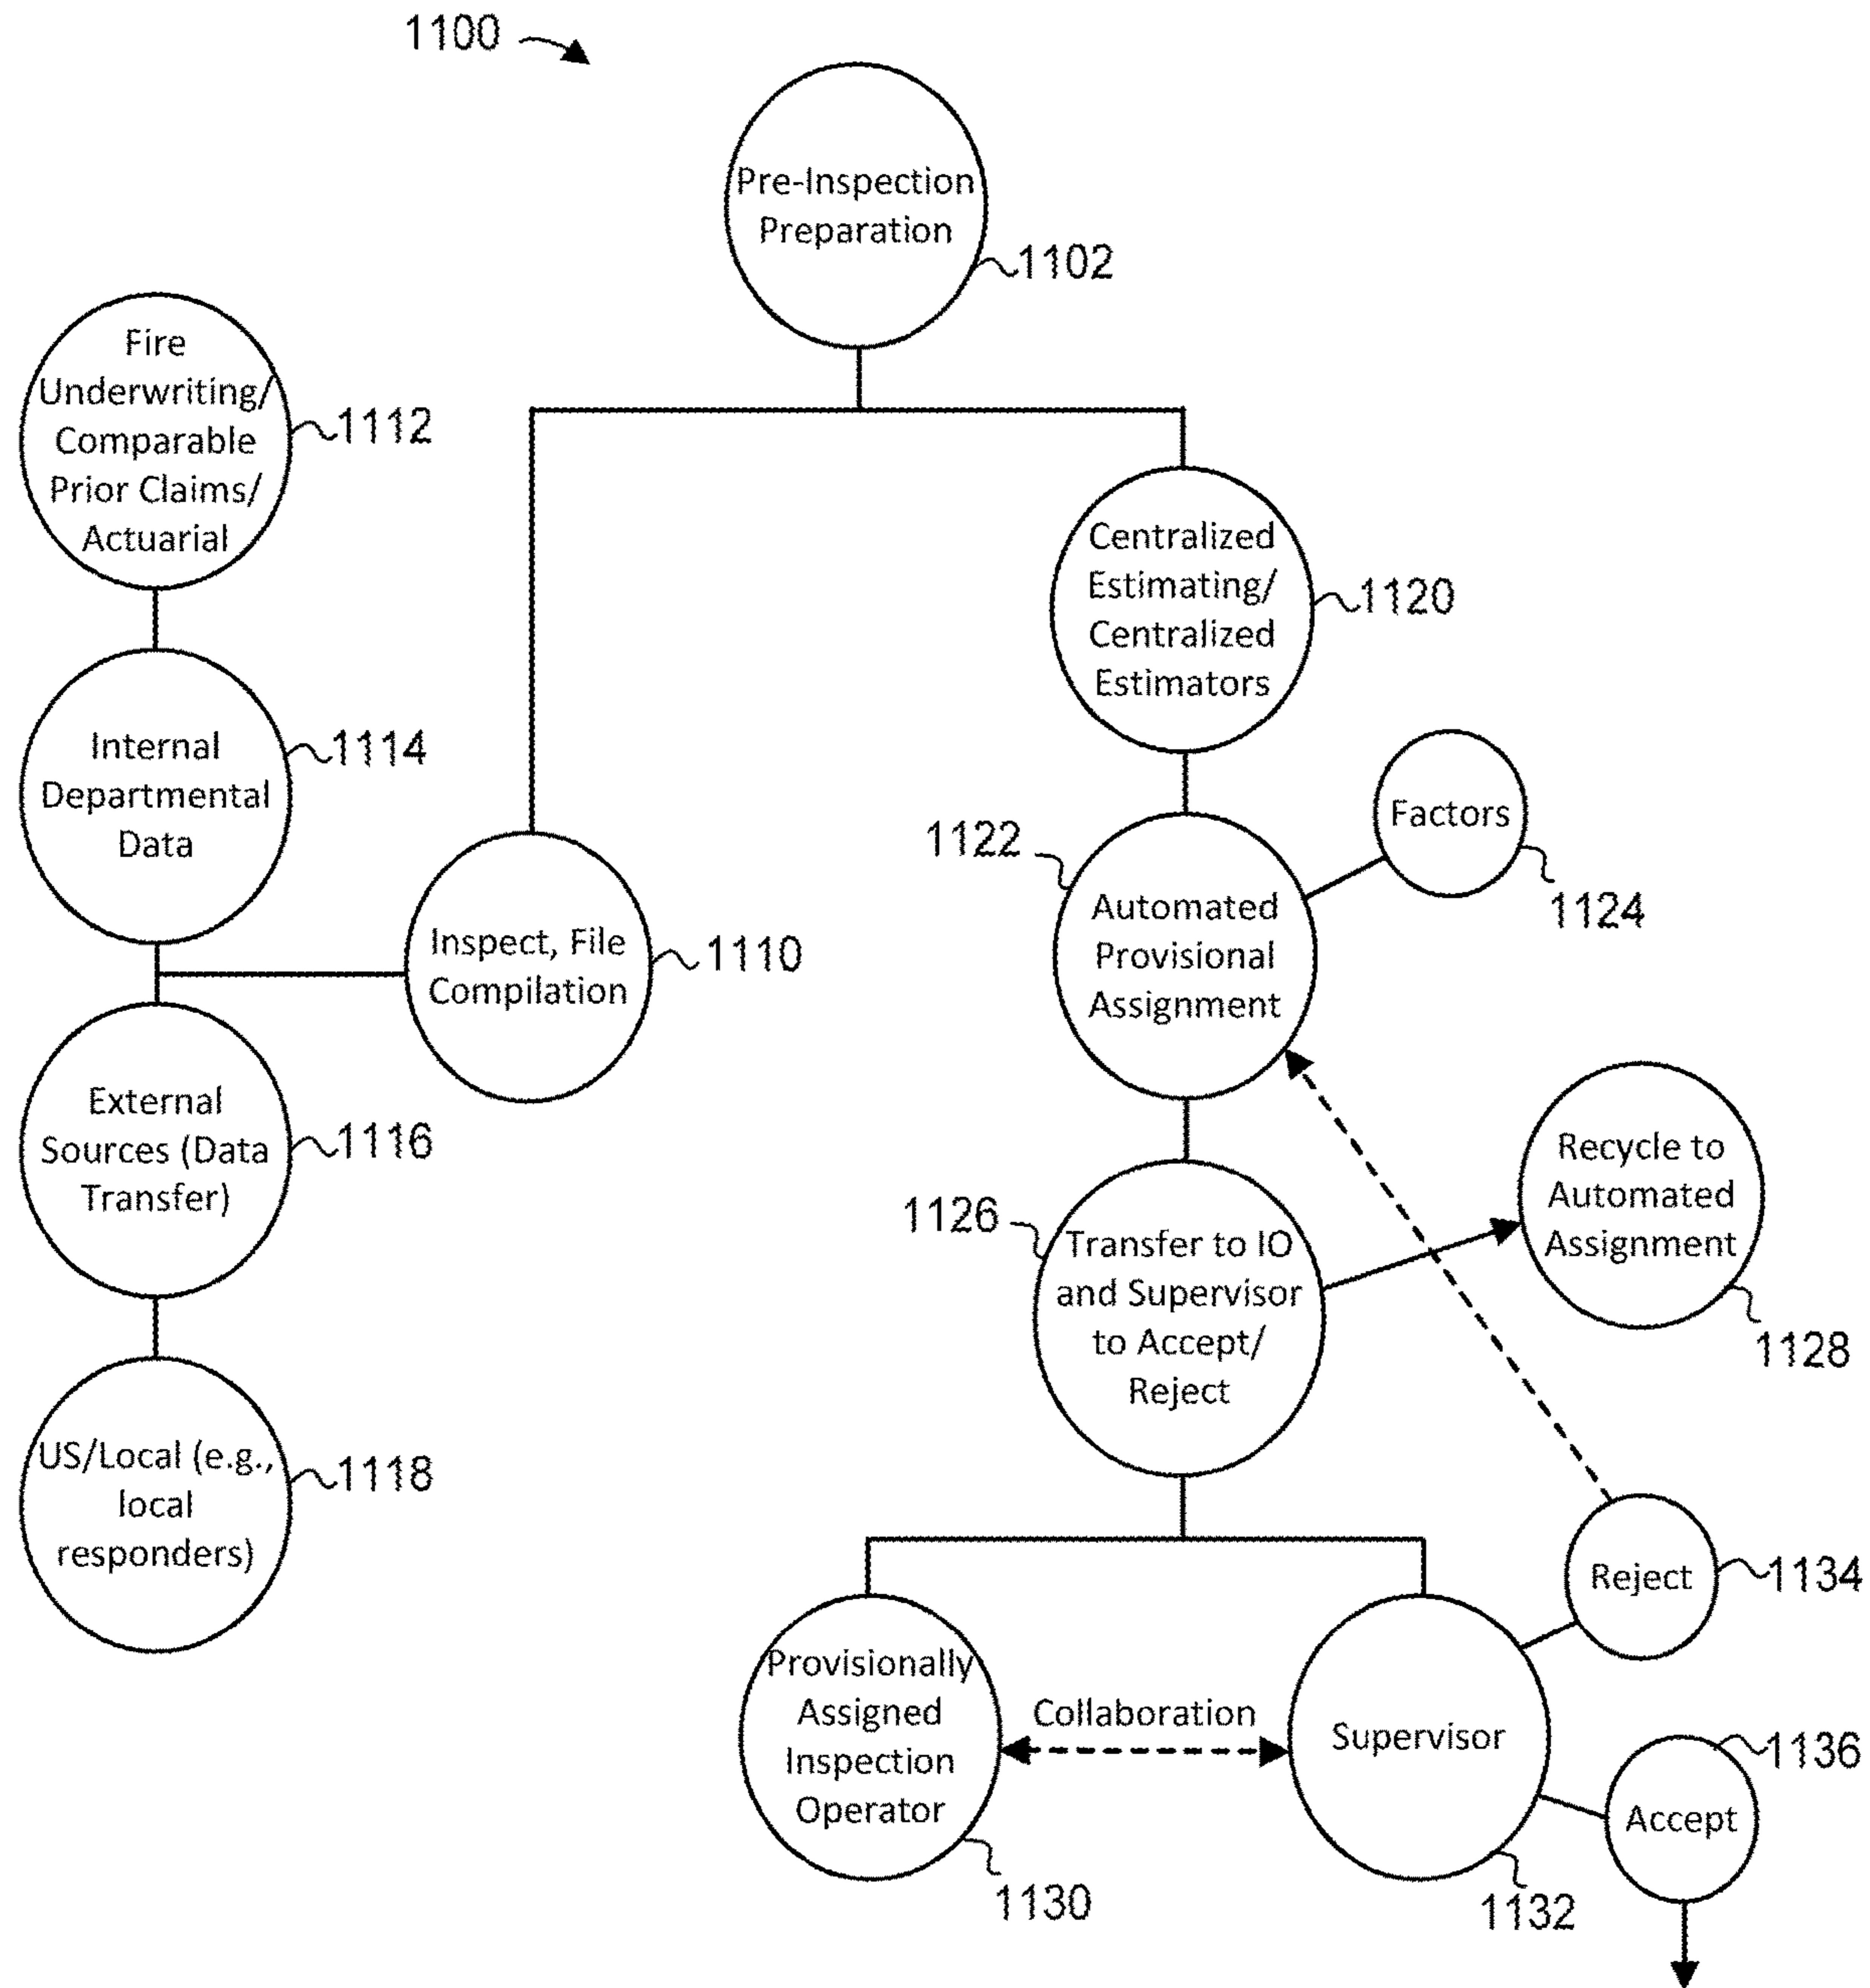 1100
Pre-Inspection
Preparation
1102
Fire
Underwriting/
Comparable
Prior Claims/
Actuarial
1112
Internal
Departmental
Data
1114
Inspect, File
Compilation
1110
External
Sources (Data
Transfer)
1116
US/Local (e.g.,
local
responders)
1118
Centralized
Estimating/
Centralized
Estimators
1120
1122
Automated
Provisional
Assignment
Factors
1124
1126
Transfer to IO
and Supervisor
to Accept/
Reject
Recycle to
Automated
Assignment
1128
Provisionally
Assigned
Inspection
Operator
1130
Collaboration
Supervisor
1132
Reject
1134
Accept
1136